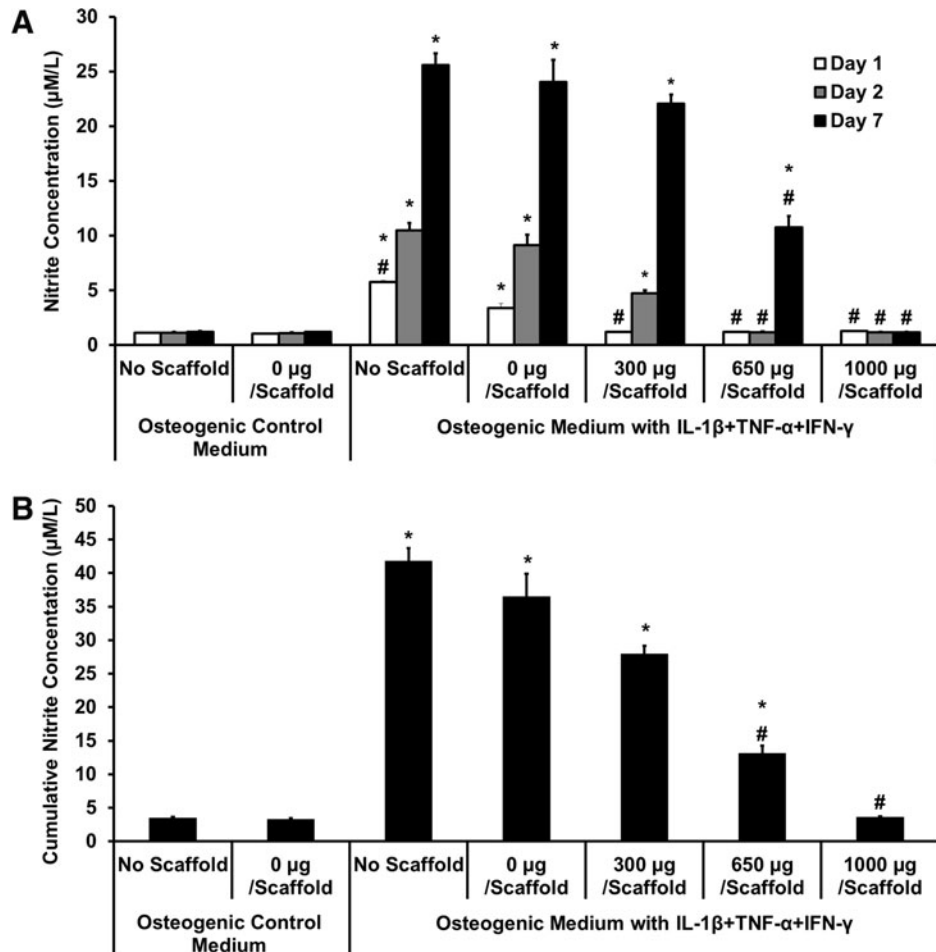 A
Nitrite Concentration (µM/L)
30
25
20
15
10
5
0
Day 1
Day 2
Day 7
* * *
* * *
* #
*
#
*
# #
* #
# # #
No Scaffold
0 µg /Scaffold
No Scaffold
0 µg /Scaffold
300 µg /Scaffold
650 µg /Scaffold
1000 µg /Scaffold
Osteogenic Control Medium
Osteogenic Medium with IL-1β+TNF-α+IFN-γ
B
Cumulative Nitrite Concentation (µM/L)
50
45
40
35
30
25
20
15
10
5
0
*
*
*
*
#
#
No Scaffold
0 µg /Scaffold
No Scaffold
0 µg /Scaffold
300 µg /Scaffold
650 µg /Scaffold
1000 µg /Scaffold
Osteogenic Control Medium
Osteogenic Medium with IL-1β+TNF-α+IFN-γ